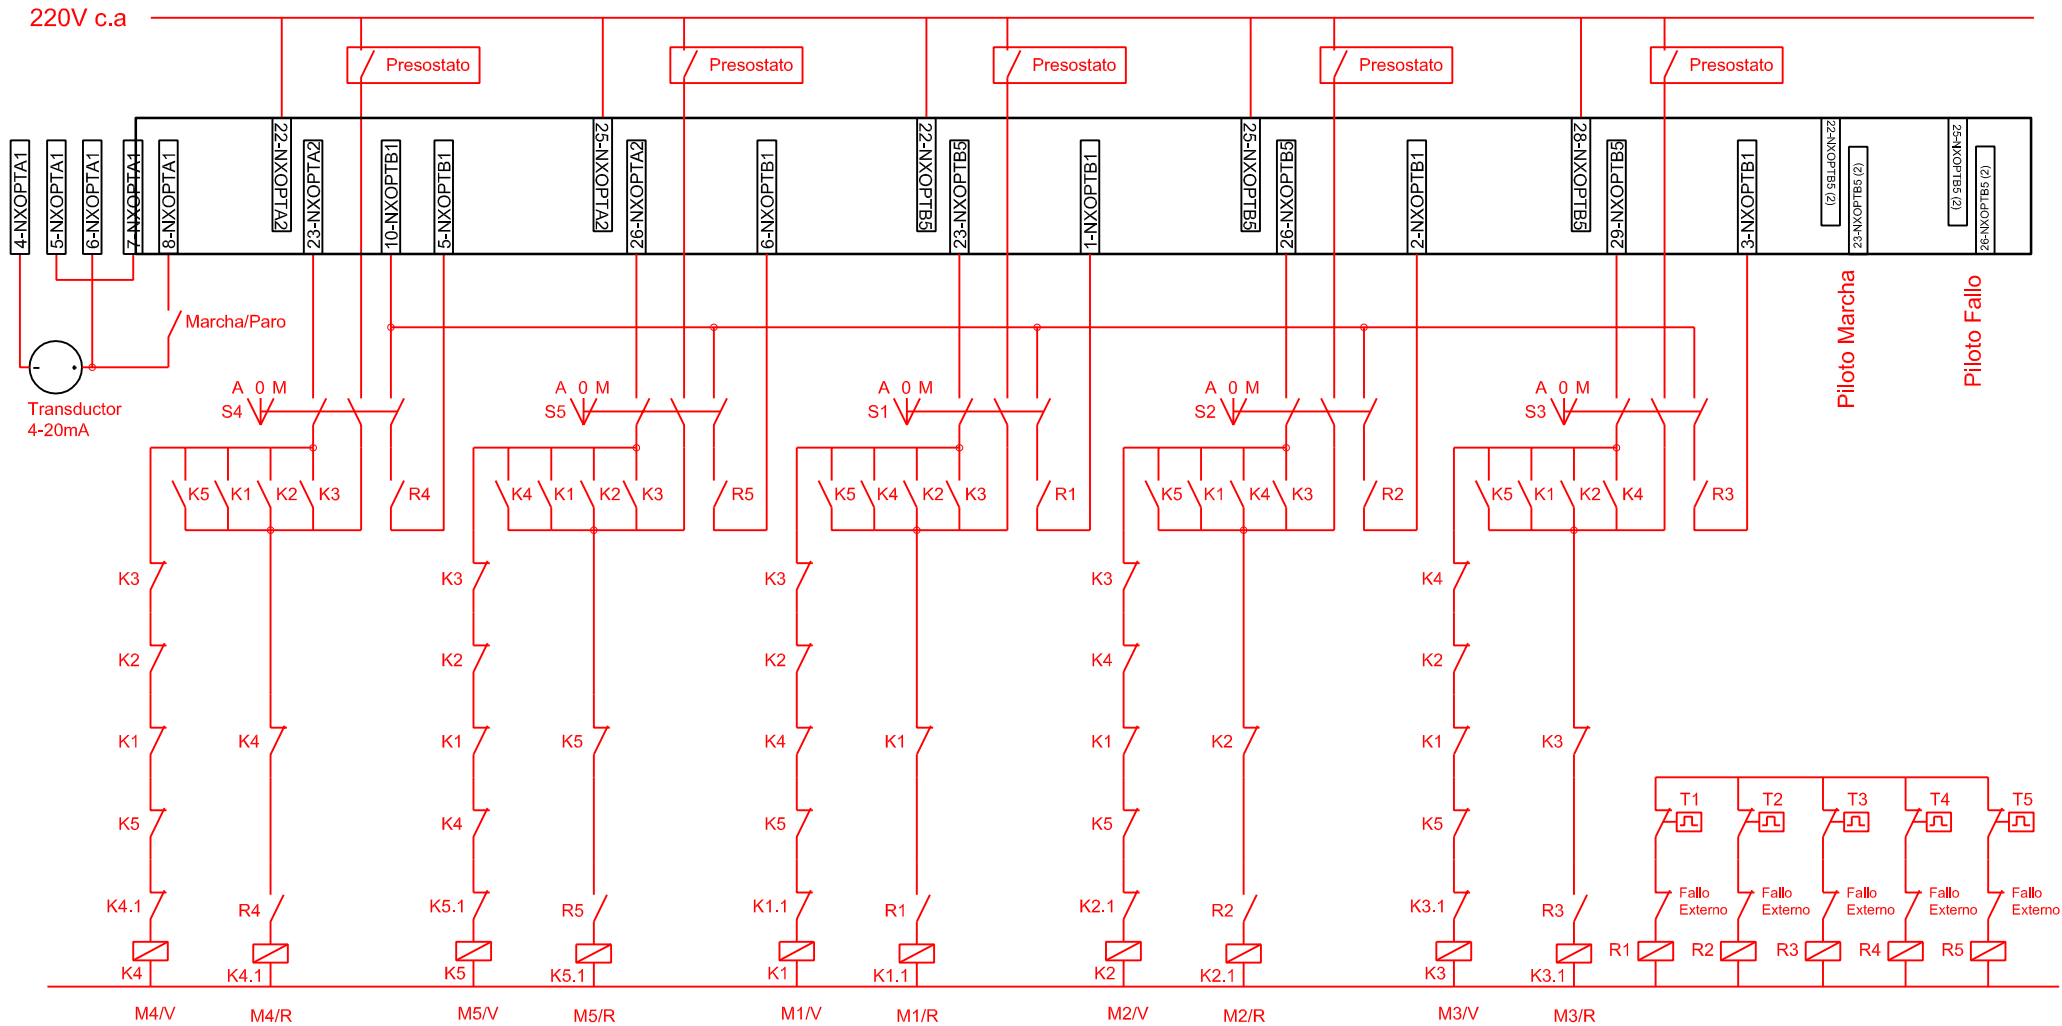 220V c.a
Presostato
Presostato
Presostato
Presostato
Presostato
4-NXOPTA1
5-NXOPTA1
6-NXOPTA1
7-NXOPTA1
8-NXOPTA1
22-NXOPTA2
23-NXOPTA2
10-NXOPTB1
5-NXOPTB1
25-NXOPTA2
26-NXOPTA2
6-NXOPTB1
22-NXOPTB5
23-NXOPTB5
1-NXOPTB1
25-NXOPTB5
26-NXOPTB5
2-NXOPTB1
28-NXOPTB5
29-NXOPTB5
3-NXOPTB1
22-NXOPTB5 (2)
23-NXOPTB5 (2)
25-NXOPTB5 (2)
26-NXOPTB5 (2)
Piloto Marcha
Piloto Fallo
Marcha/Paro
Transductor
4-20mA
A 0 M
S4
A 0 M
S5
A 0 M
S1
A 0 M
S2
A 0 M
S3
K5 K1 K2 K3 R4
K4 K1 K2 K3 R5
K5 K4 K2 K3 R1
K5 K1 K4 K3 R2
K5 K1 K2 K4 R3
K3 K3 K3 K3 K4
K2 K2 K2 K4 K2
K1 K4 K1 K5 K4 K1 K1 K2 K1 K3
K5 K4 K5 K5 K5
T1 T2 T3 T4 T5
K4.1 R4 K5.1 R5 K1.1 R1 K2.1 R2 K3.1 R3
Fallo
Externo
Fallo
Externo
Fallo
Externo
Fallo
Externo
Fallo
Externo
R1 R2 R3 R4 R5
K4 K4.1 K5 K5.1 K1 K1.1 K2 K2.1 K3 K3.1
M4/V M4/R M5/V M5/R M1/V M1/R M2/V M2/R M3/V M3/R